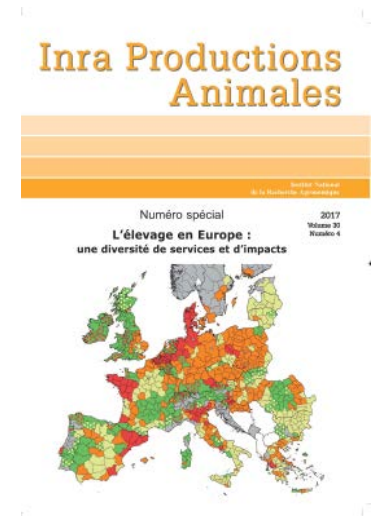 Inra Productions
Animales
Institut National
de la Recherche Agronomique
Numéro spécial
2017
Volume 30
Numéro 4
L'élevage en Europe :
une diversité de services et d'impacts